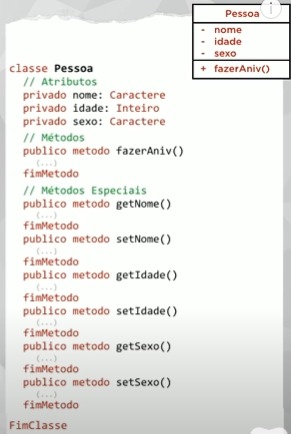 Pessoa
- nome
- idade
- sexo
+ fazerAniv()
classe Pessoa
// Atributos
privado nome: Caractere
privado idade: Inteiro
privado sexo: Caractere
// Métodos
publico metodo fazerAniv()
(...)
fimMetodo
// Métodos Especiais
publico metodo getNome()
(...)
fimMetodo
publico metodo setNome()
(...)
fimMetodo
publico metodo getIdade()
(...)
fimMetodo
publico metodo setIdade()
(...)
fimMetodo
publico metodo getSexo()
(...)
fimMetodo
publico metodo setSexo()
(...)
fimMetodo
FimClasse